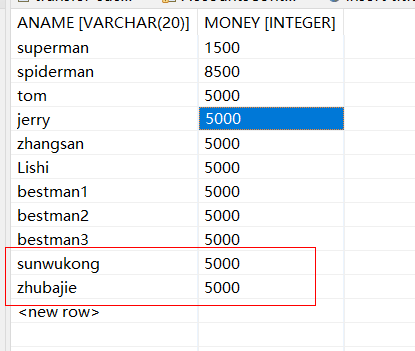 ANAME [VARCHAR(20)] MONEY [INTEGER]
superman 1500
spiderman 8500
tom 5000
jerry 5000
zhangsan 5000
Lishi 5000
bestman1 5000
bestman2 5000
bestman3 5000
sunwukong 5000
zhubajie 5000
<new row>